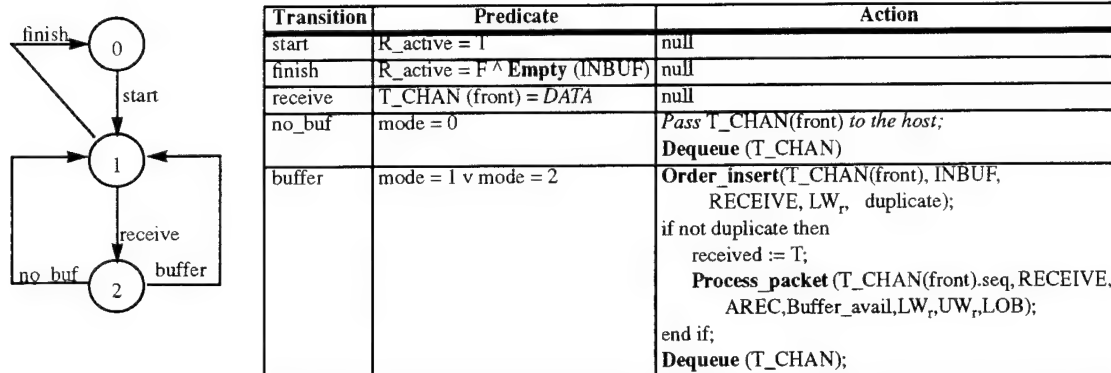 finish
0
start
1
receive
no_buf
buffer
2
Transition Predicate Action
start R_active = T null
finish R_active = F ^ Empty (INBUF) null
receive T_CHAN (front) = DATA null
no_buf mode = 0 Pass T_CHAN(front) to the host;
Dequeue (T_CHAN)
buffer mode = 1 v mode = 2 Order_insert(T_CHAN(front), INBUF,
RECEIVE, LWr, duplicate);
if not duplicate then
received := T;
Process_packet (T_CHAN(front).seq, RECEIVE,
AREC,Buffer_avail,LWr,UWr,LOB);
end if;
Dequeue (T_CHAN);